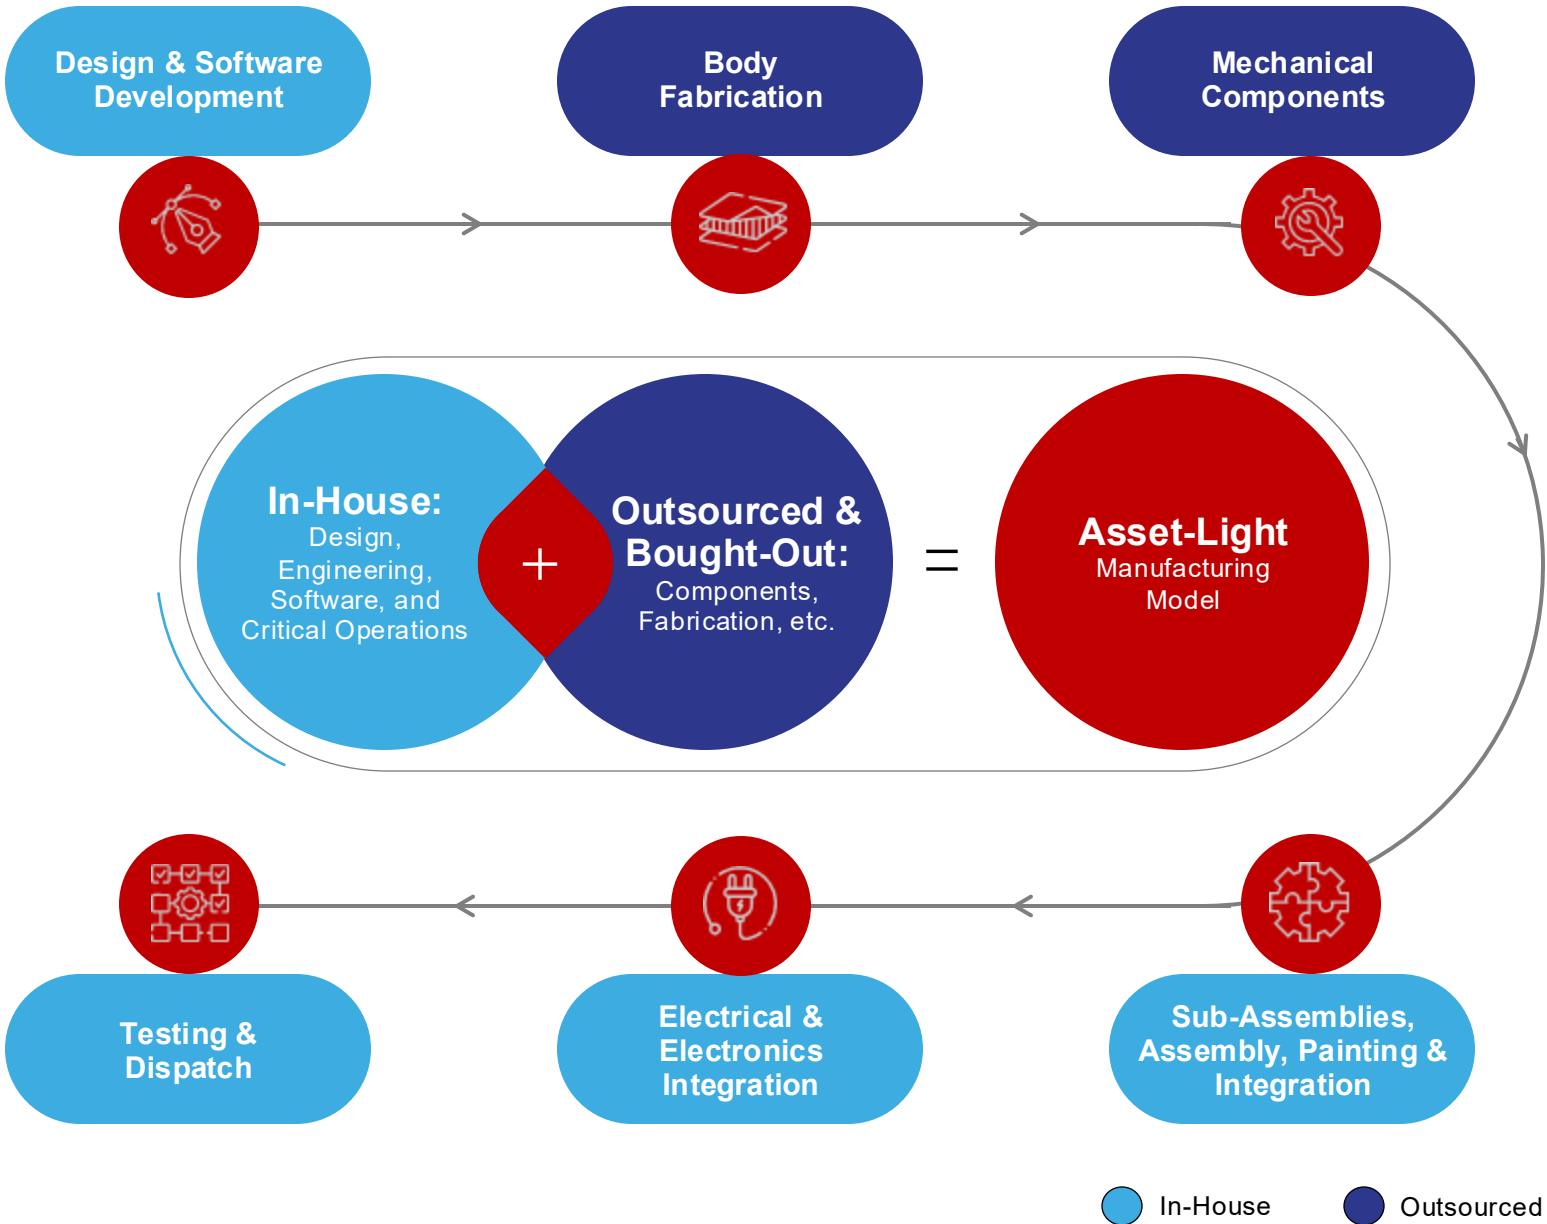 Design & Software
Development
Body
Fabrication
Mechanical
Components
In-House:
Design,
Engineering,
Software, and
Critical Operations
+
Outsourced &
Bought-Out:
Components,
Fabrication, etc.
=
Asset-Light
Manufacturing
Model
Testing &
Dispatch
Electrical &
Electronics
Integration
Sub-Assemblies,
Assembly, Painting &
Integration
In-House
Outsourced